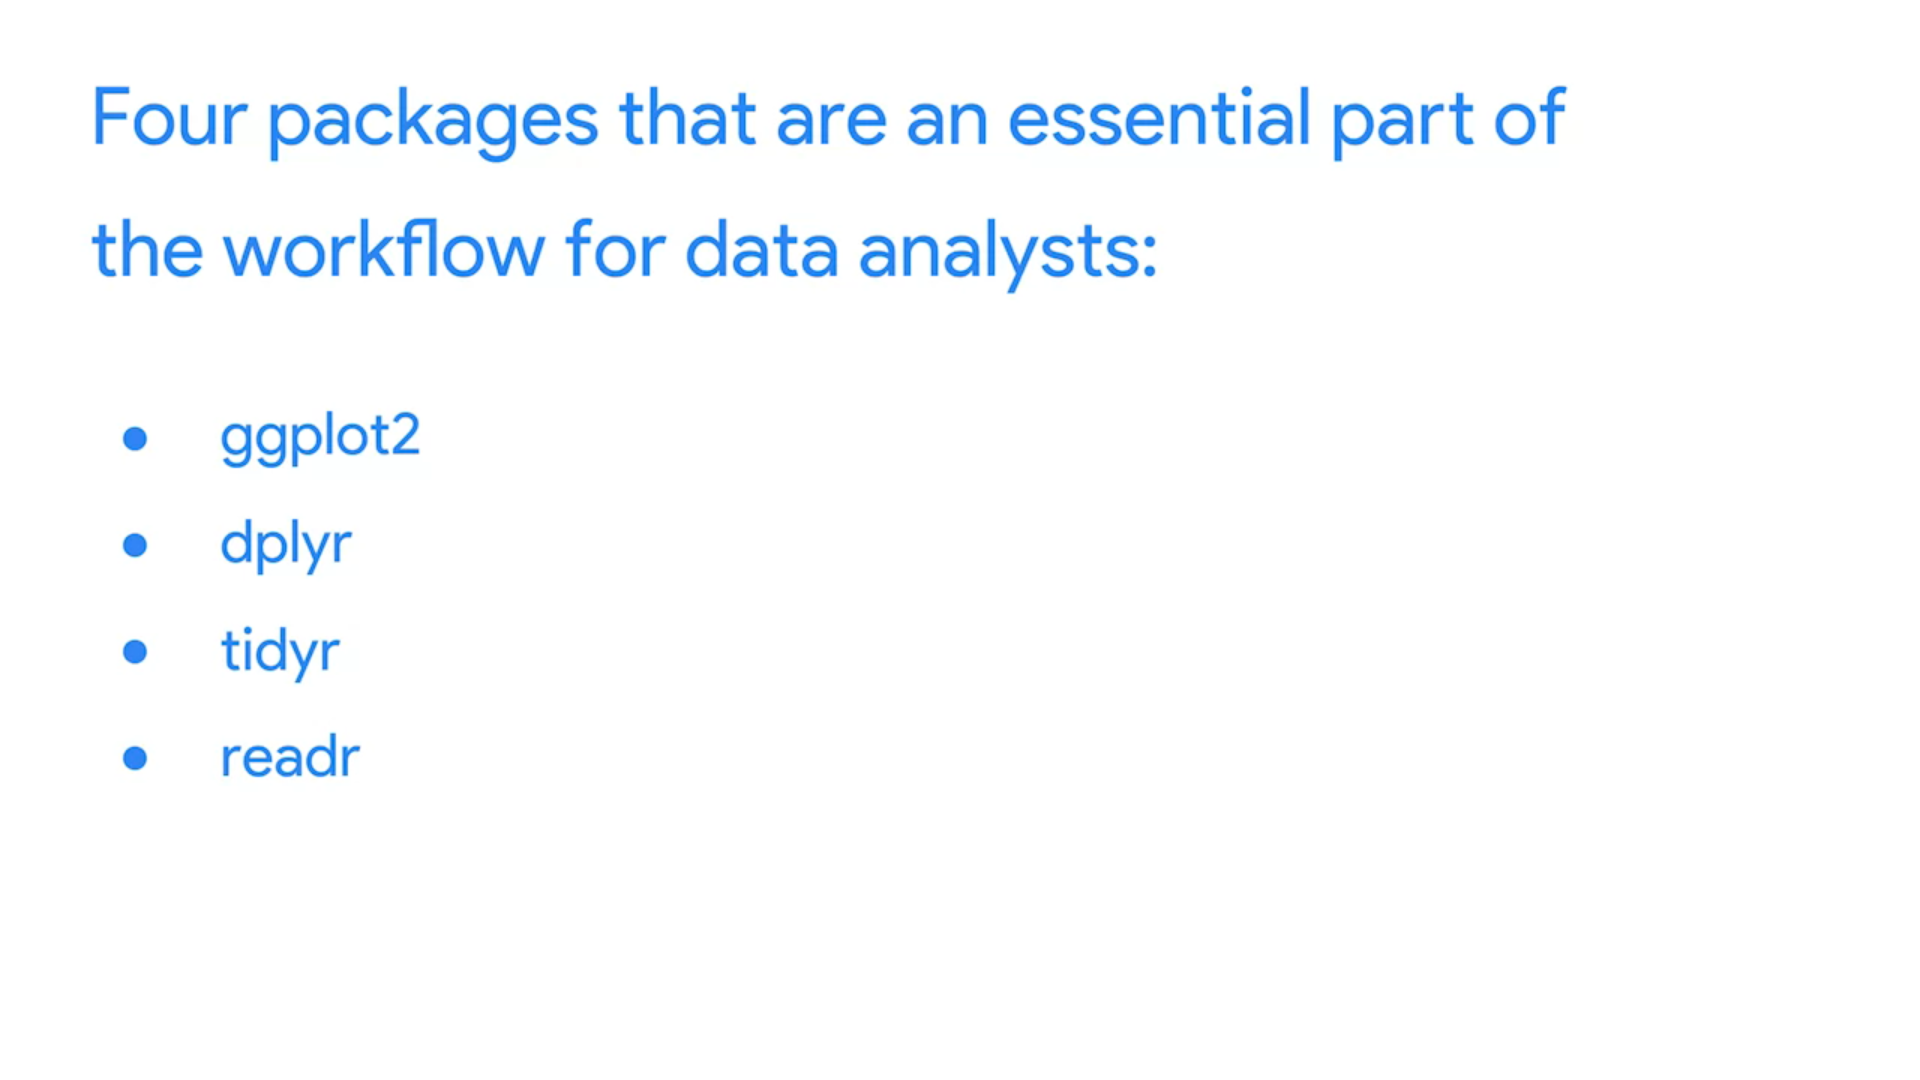 Four packages that are an essential part of
the workflow for data analysts:
● ggplot2
● dplyr
● tidyr
● readr